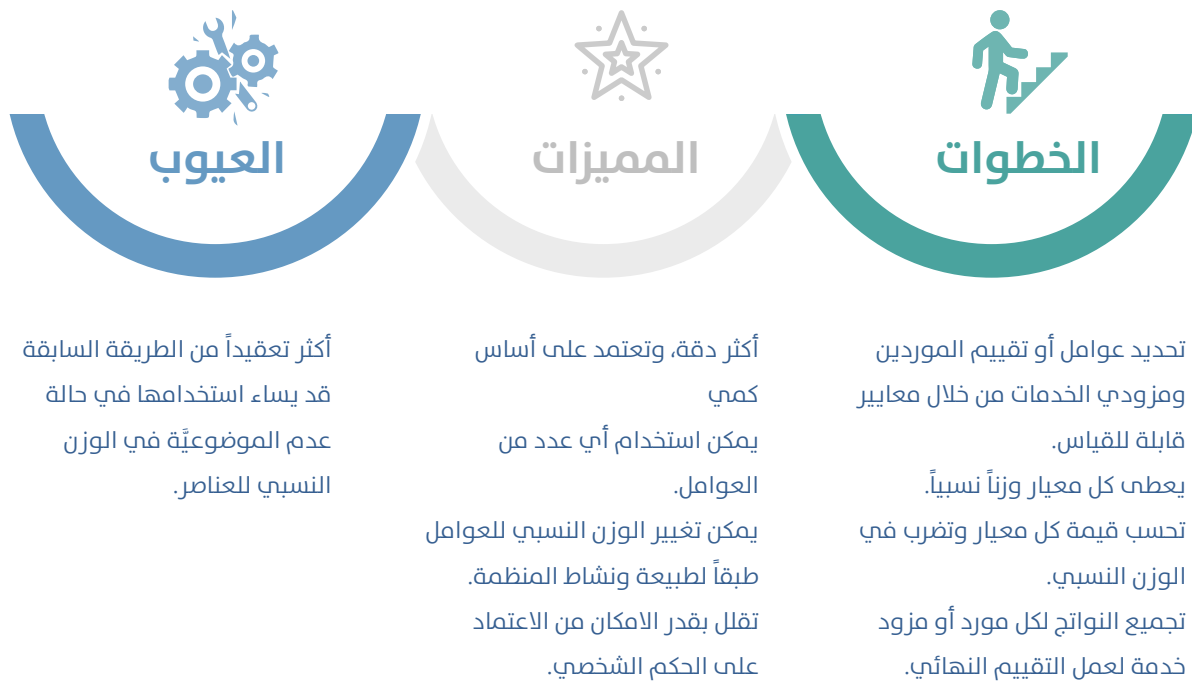 الخطوات
تحديد عوامل أو تقييم الموردين
ومزودي الخدمات من خلال معايير
قابلة للقياس.
يعطى كل معيار وزناً نسبياً.
تحسب قيمة كل معيار وتضرب في
الوزن النسبي.
تجميع النواتج لكل مورد أو مزود
خدمة لعمل التقييم النهائي.
المميزات
أكثر دقة، وتعتمد على أساس
كمي
يمكن استخدام أي عدد من
العوامل.
يمكن تغيير الوزن النسبي للعوامل
طبقاً لطبيعة ونشاط المنظمة.
تقلل بقدر الامكان من الاعتماد
على الحكم الشخصي.
العيوب
أكثر تعقيداً من الطريقة السابقة
قد يساء استخدامها في حالة
عدم الموضوعيَّة في الوزن
النسبي للعناصر.